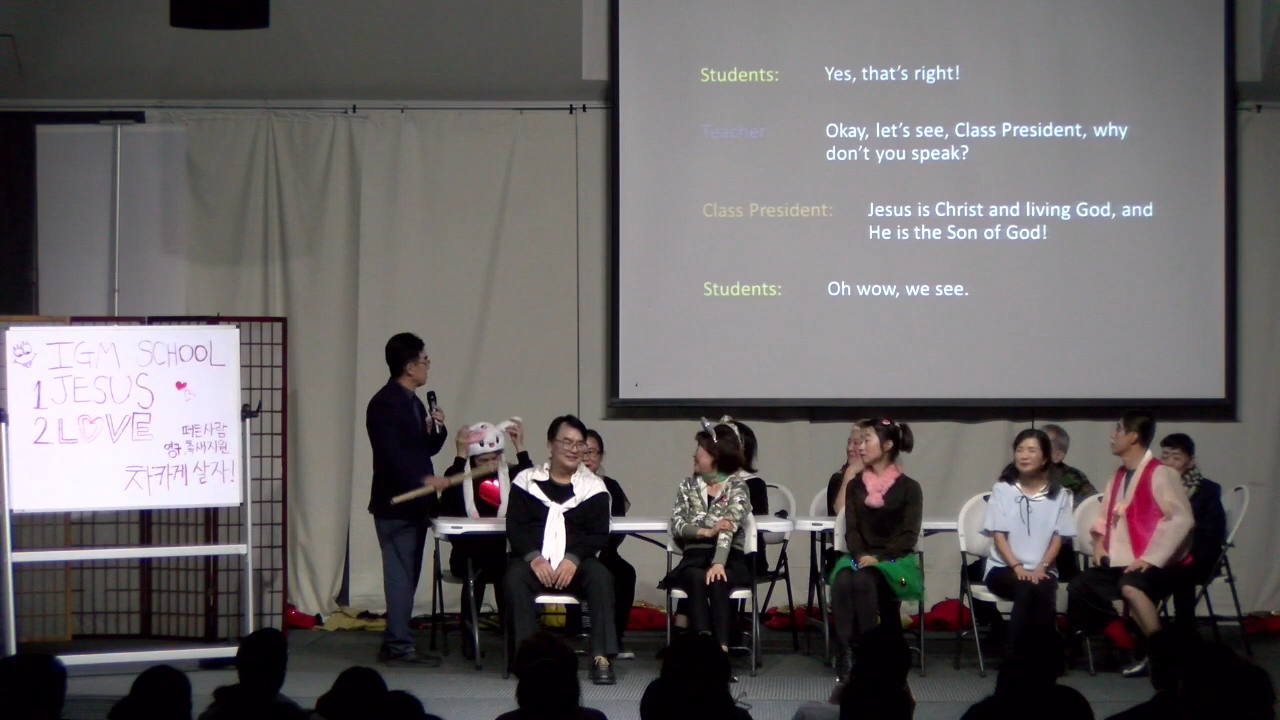 Students: Yes, that's right!
Teacher: Okay, let's see, Class President, why
don't you speak?
Class President: Jesus is Christ and living God, and
He is the Son of God!
Students: Oh wow, we see.
IGM SCHOOL
1 JESUS
2 LOVE
떠든사람
영구
차카게 살자!